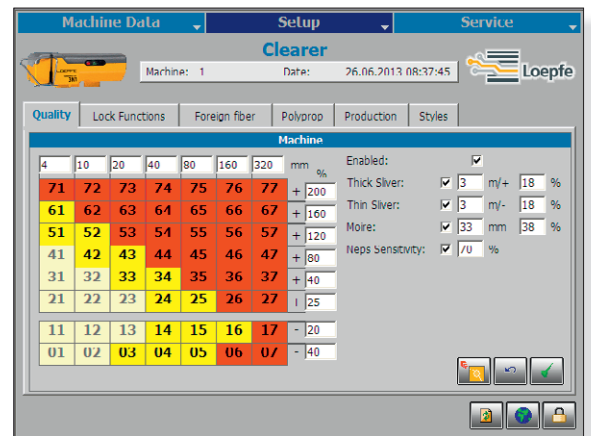 Machine Data Setup Service
Clearer
Machine: 1 Date: 26.06.2013 08:37:45
Loepfe
Quality Lock Functions Foreign fiber Polyprop Production Styles
Machine
4 10 20 40 80 160 320 mm %
71 72 73 74 75 76 77 + 200
61 62 63 64 65 66 67 + 160
51 52 53 54 55 56 57 + 120
41 42 43 44 45 46 47 + 80
31 32 33 34 35 36 37 + 40
21 22 23 24 25 26 27 + 25
11 12 13 14 15 16 17 - 20
01 02 03 04 05 06 07 - 40
Enabled:
Thick Sliver: 3 m/+ 18 %
Thin Sliver: 3 m/- 18 %
Moire: 33 mm 38 %
Neps Sensitivity: 70 %